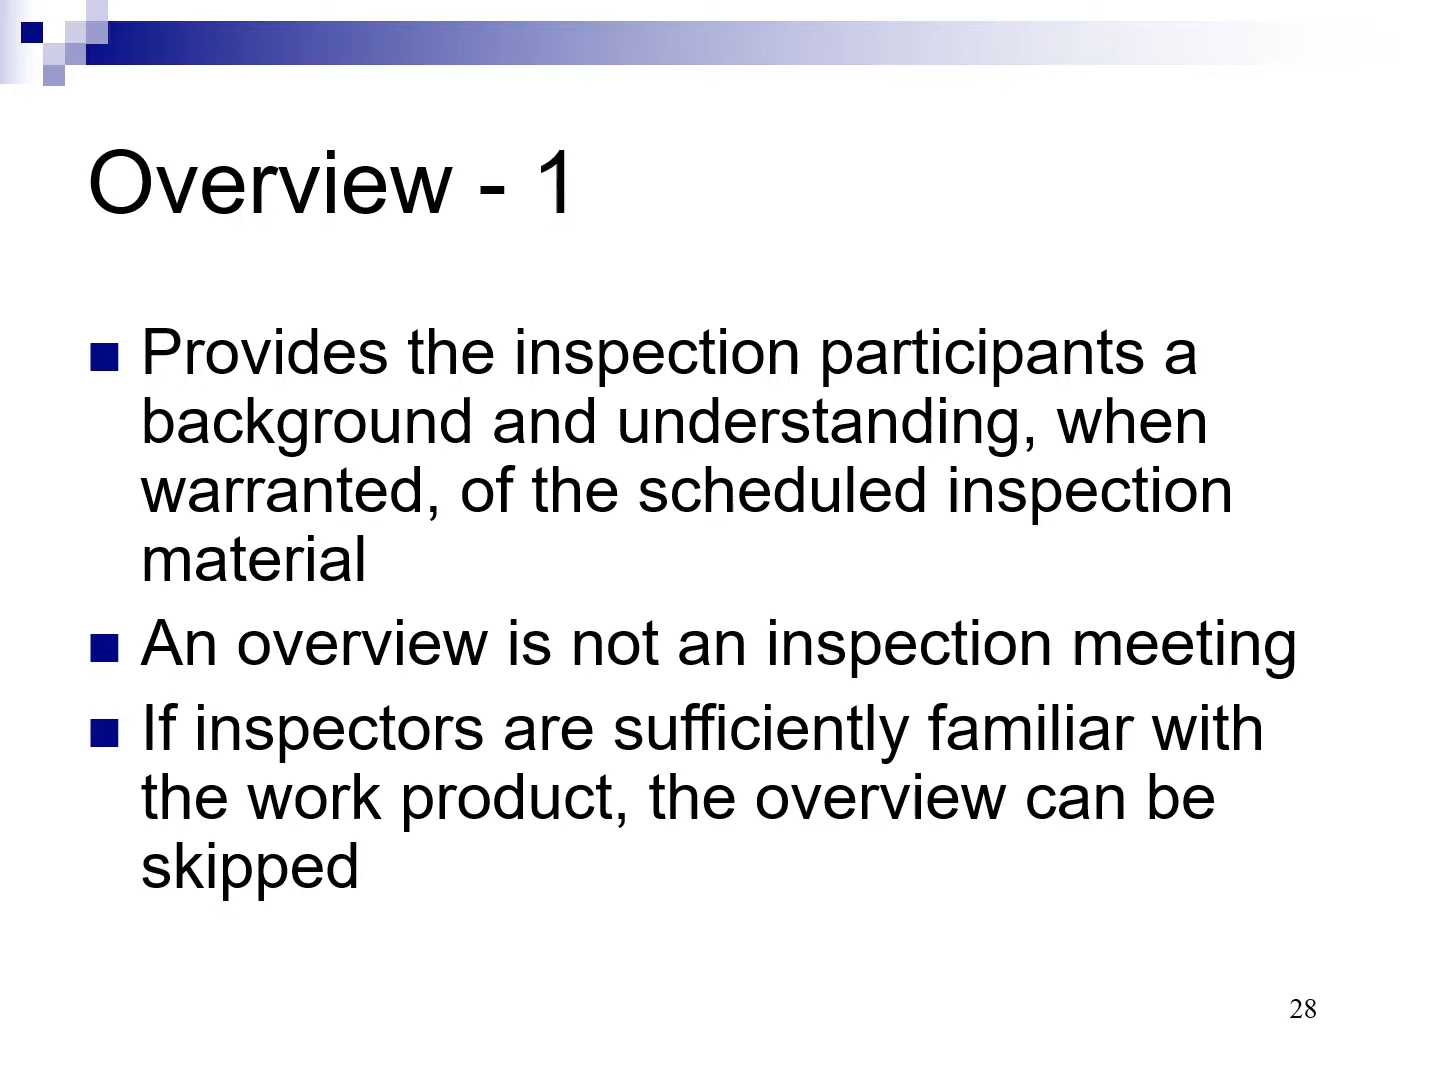 Overview - 1
Provides the inspection participants a
background and understanding, when
warranted, of the scheduled inspection
material
An overview is not an inspection meeting
If inspectors are sufficiently familiar with
the work product, the overview can be
skipped
28